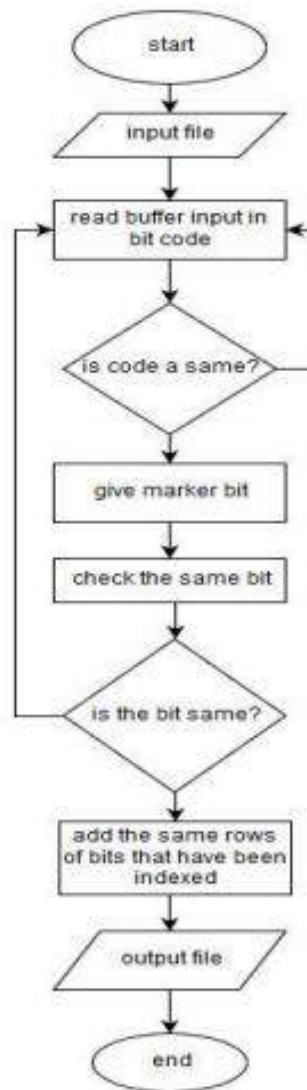 start
input file
read buffer input in
bit code
is code a same?
give marker bit
check the same bit
is the bit same?
add the same rows
of bits that have been
indexed
output file
end